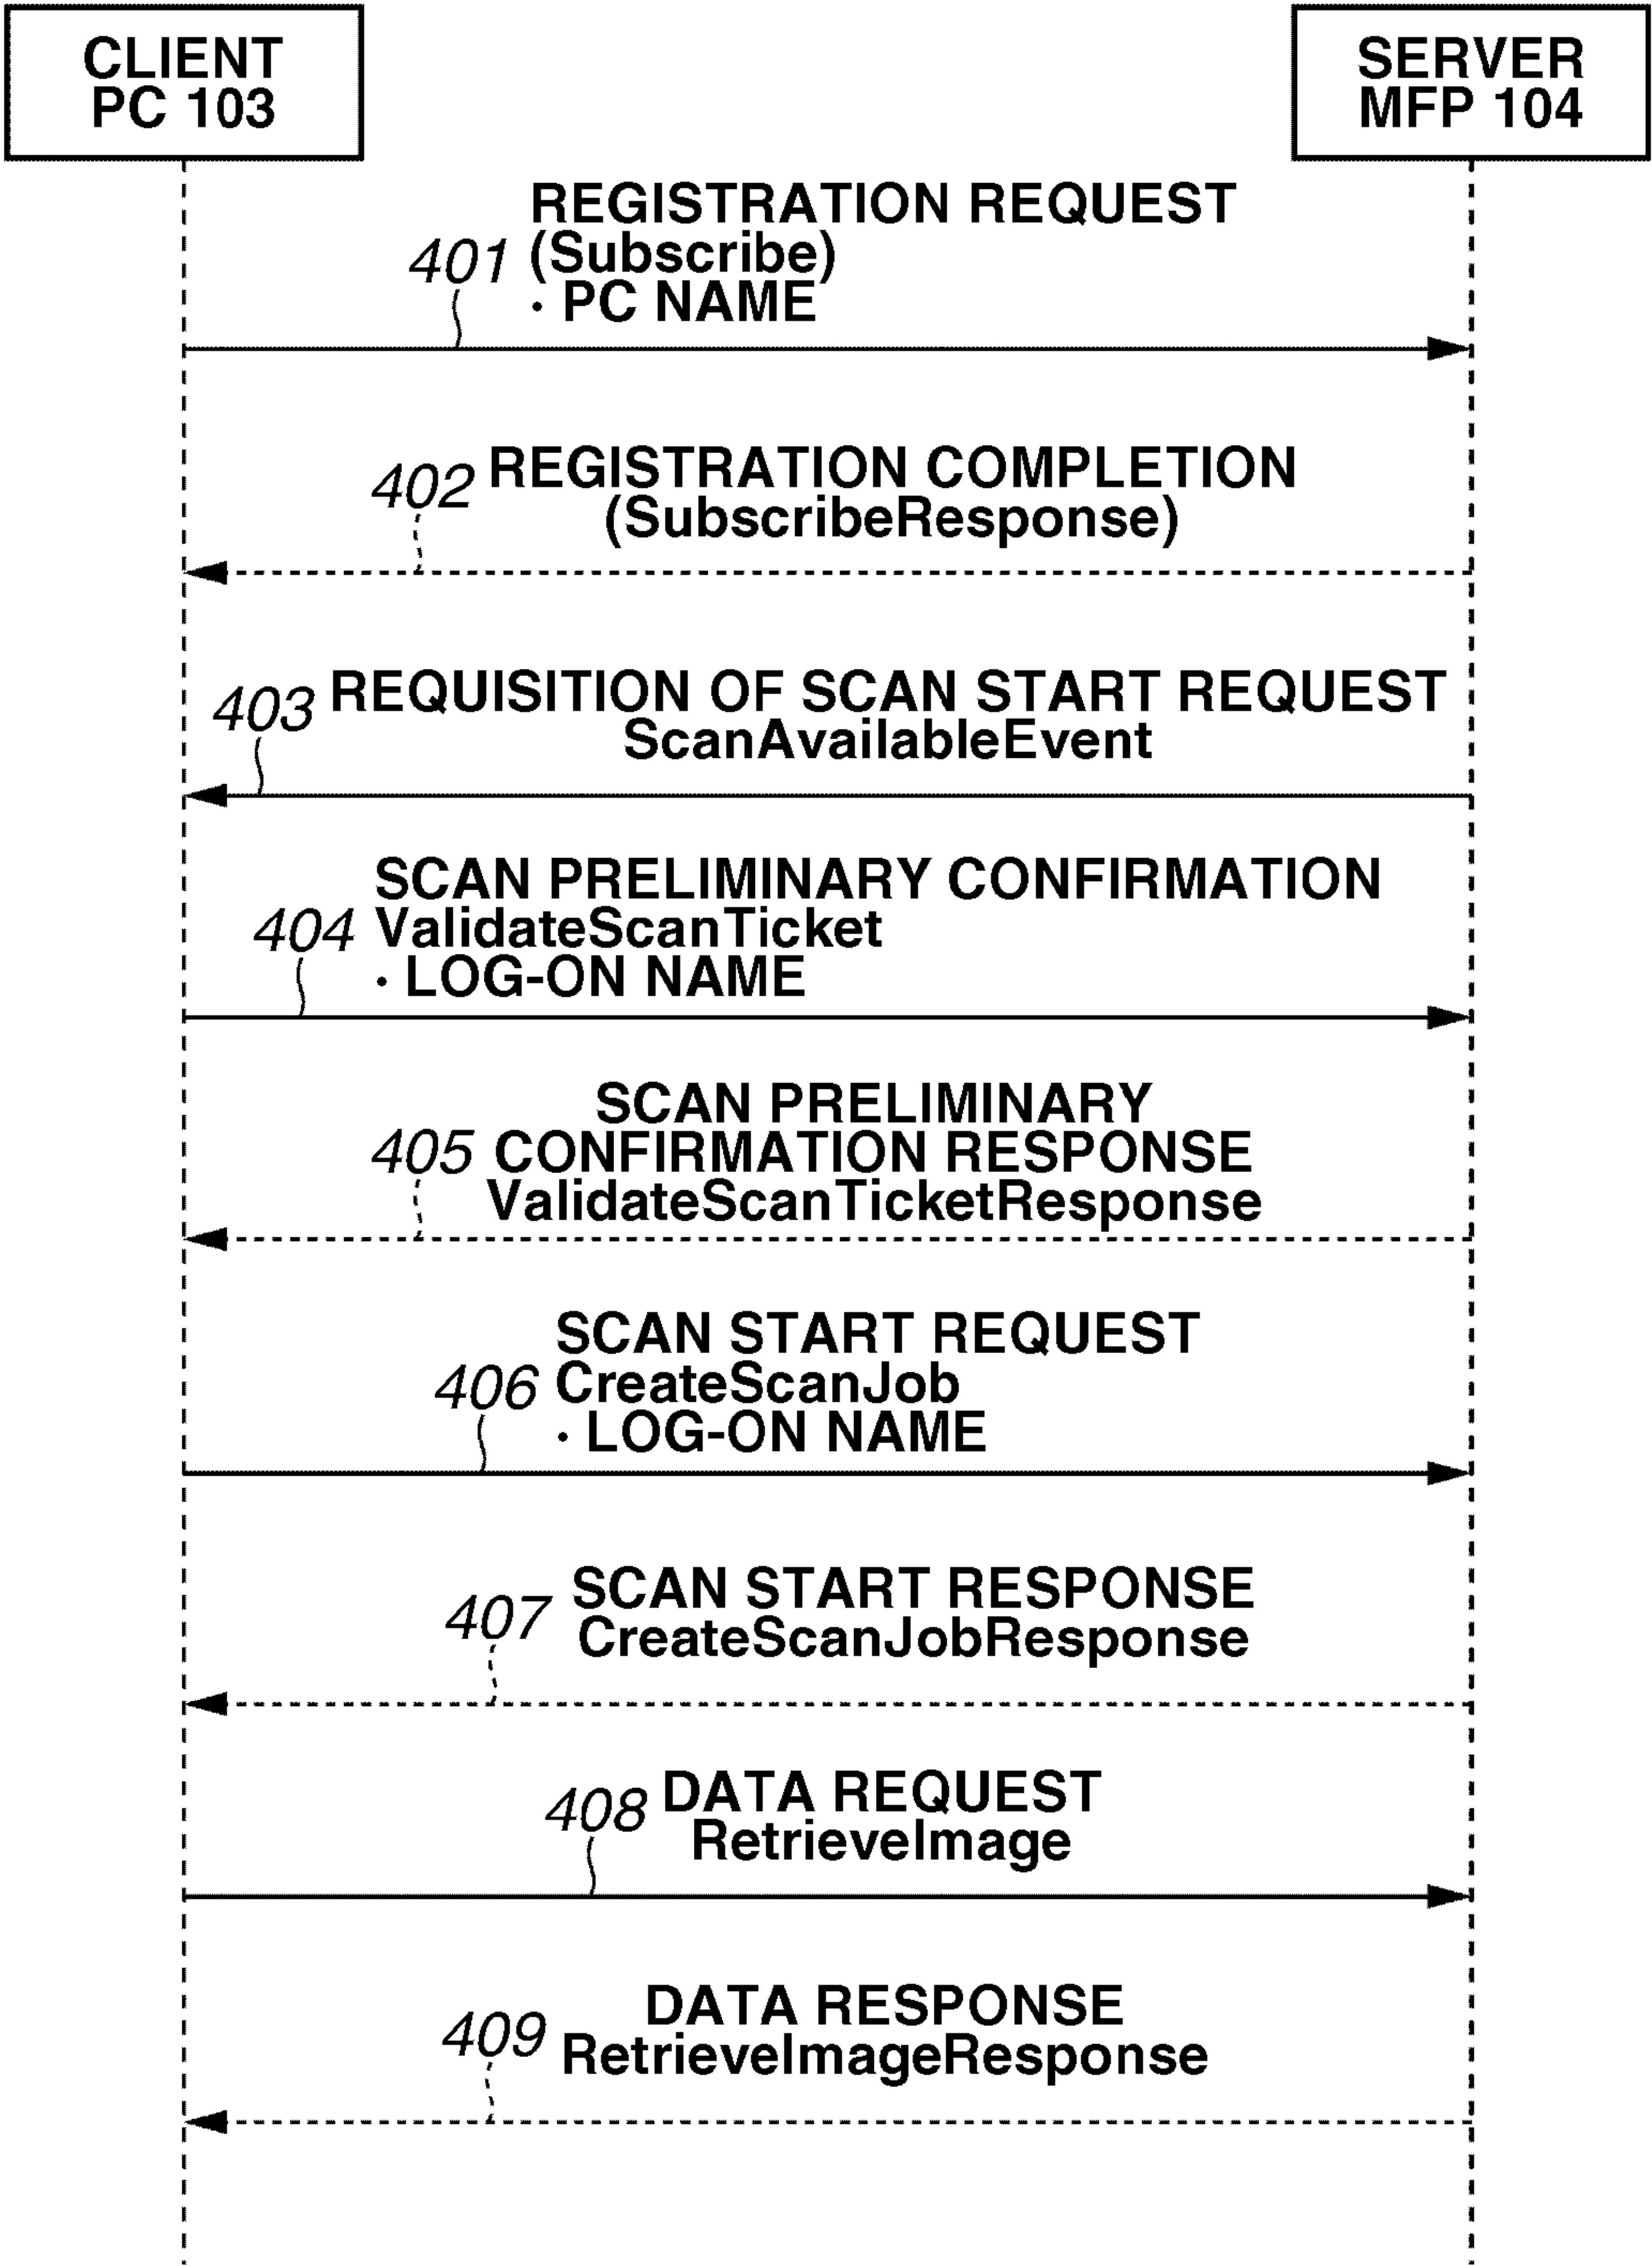 CLIENT
PC 103
SERVER
MFP 104
REGISTRATION REQUEST
401 (Subscribe)
· PC NAME
402 REGISTRATION COMPLETION
(SubscribeResponse)
403 REQUISITION OF SCAN START REQUEST
ScanAvailableEvent
SCAN PRELIMINARY CONFIRMATION
404 ValidateScanTicket
· LOG-ON NAME
SCAN PRELIMINARY
405 CONFIRMATION RESPONSE
ValidateScanTicketResponse
SCAN START REQUEST
406 CreateScanJob
· LOG-ON NAME
SCAN START RESPONSE
407 CreateScanJobResponse
408 DATA REQUEST
RetrieveImage
DATA RESPONSE
409 RetrieveImageResponse